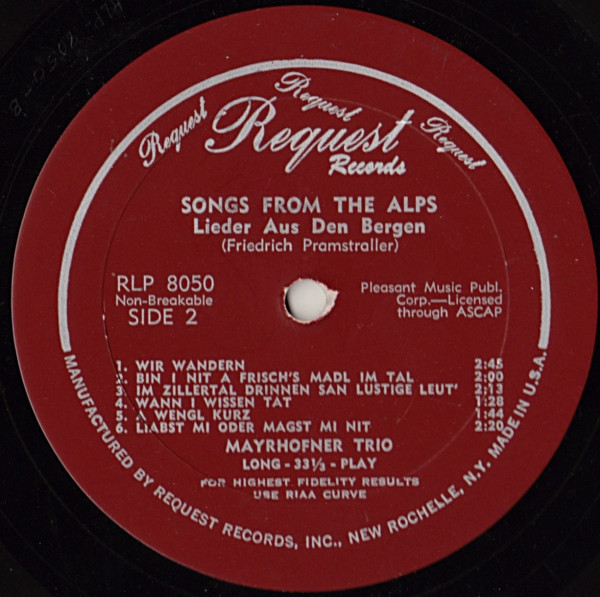 RLP-8050-B
Request
Request
Request
Request
Records
SONGS FROM THE ALPS
Lieder Aus Den Bergen
(Friedrich Pramstraller)
RLP 8050
Non-Breakable
SIDE 2
Pleasant Music Publ.
Corp.—Licensed
through ASCAP
1. WIR WANDERN 2:45
2. BIN I NIT A FRISCH'S MADL IM TAL 2:00
3. IM ZILLERTAL DRINNEN SAN LUSTIGE LEUT' 2:13
4. WANN I WISSEN TAT 1:28
5. A WENGL KURZ 1:44
6. LIABST MI ODER MAGST MI NIT 2:20
MAYRHOFNER TRIO
LONG - 33⅓ - PLAY
FOR HIGHEST FIDELITY RESULTS
USE RIAA CURVE
MANUFACTURED BY REQUEST RECORDS, INC., NEW ROCHELLE, N.Y. MADE IN U.S.A.